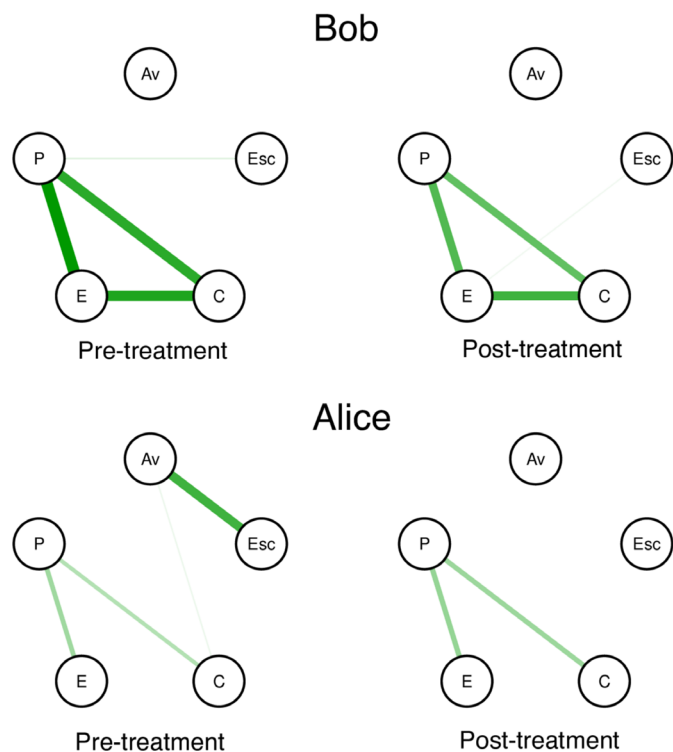 Bob
Av Av
P Esc P Esc
E C E C
Pre-treatment Post-treatment
Alice
Av Av
P Esc P Esc
E C E C
Pre-treatment Post-treatment